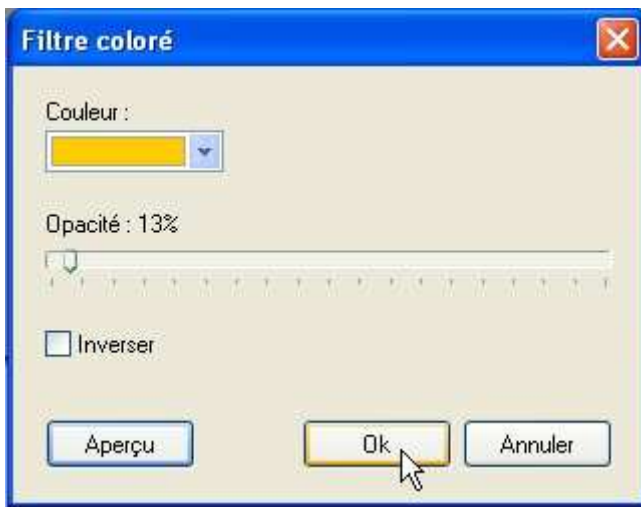 Filtre coloré
Couleur :
Opacité : 13%
Inverser
Aperçu
Ok
Annuler